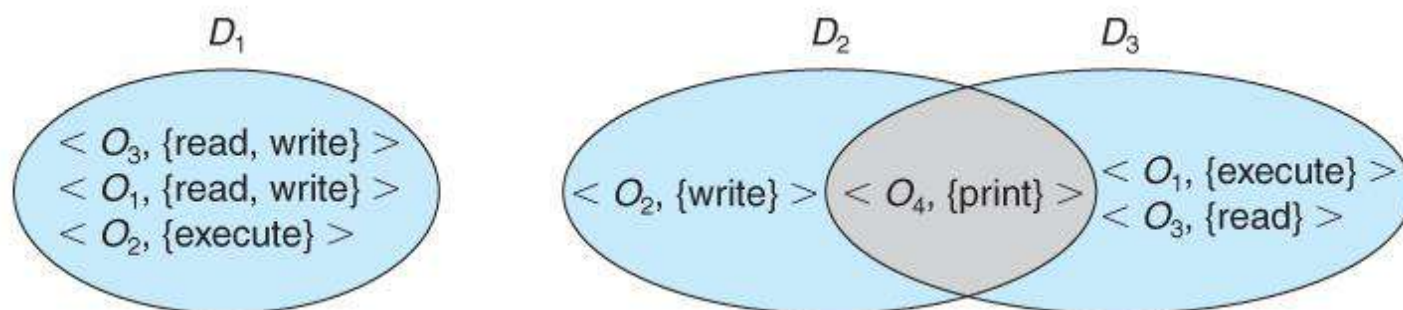 D₁
< O₃, {read, write} >
< O₁, {read, write} >
< O₂, {execute} >
D₂
D₃
< O₂, {write} >
< O₄, {print} >
< O₁, {execute} >
< O₃, {read} >